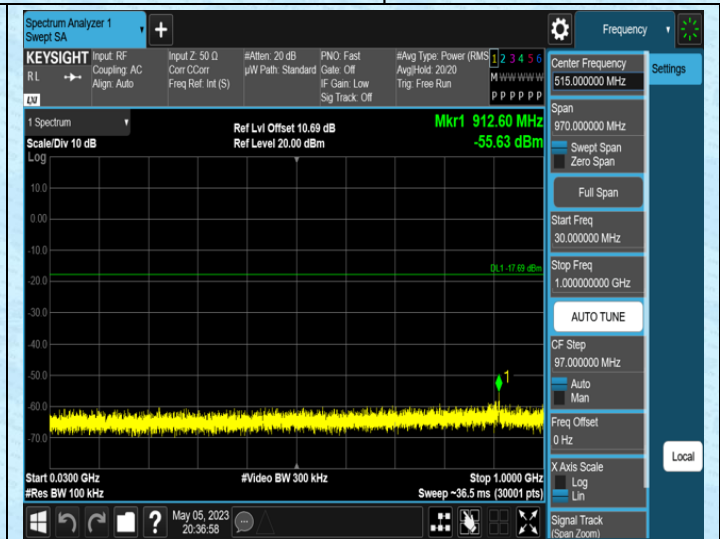 Spectrum Analyzer 1
Swept SA
+
Frequency
KEYSIGHT
RL
LXI
Input: RF
Coupling: AC
Align: Auto
Input Z: 50 Ω
Corr CCorr
Freq Ref: Int (S)
#Atten: 20 dB
µW Path: Standard
PNO: Fast
Gate: Off
IF Gain: Low
Sig Track: Off
#Avg Type: Power (RMS
Avg|Hold: 20/20
Trig: Free Run
1 2 3 4 5 6
M W W W W W
P P P P P P
1 Spectrum
Scale/Div 10 dB
Log
Ref Lvl Offset 10.69 dB
Ref Level 20.00 dBm
Mkr1 912.60 MHz
-55.63 dBm
10.0
0.00
-10.0
-20.0
-30.0
-40.0
-50.0
-60.0
-70.0
DL1 -17.69 dBm
1
Start 0.0300 GHz
#Res BW 100 kHz
#Video BW 300 kHz
Stop 1.0000 GHz
Sweep ~36.5 ms (30001 pts)
?
May 05, 2023
20:36:58
Center Frequency
515.000000 MHz
Span
970.000000 MHz
Swept Span
Zero Span
Full Span
Start Freq
30.000000 MHz
Stop Freq
1.000000000 GHz
AUTO TUNE
CF Step
97.000000 MHz
Auto
Man
Freq Offset
0 Hz
X Axis Scale
Log
Lin
Signal Track
(Span Zoom)
Settings
Local